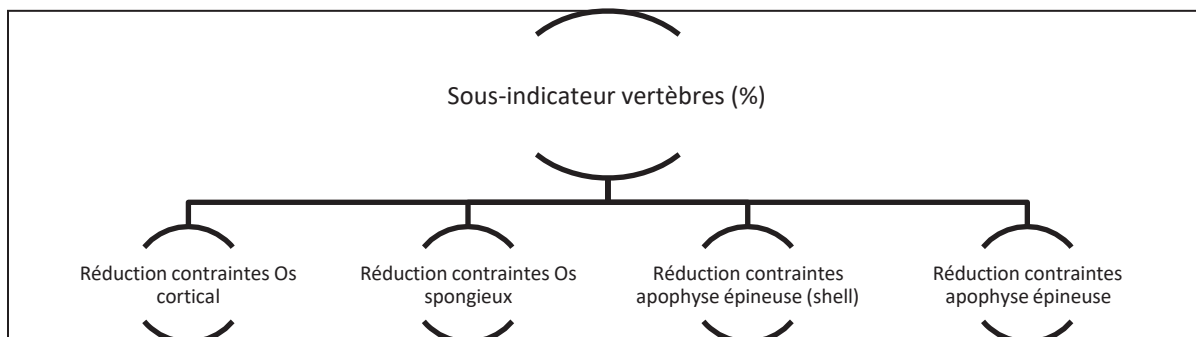 Sous-indicateur vertèbres (%)
Réduction contraintes Os
cortical
Réduction contraintes Os
spongieux
Réduction contraintes
apophyse épineuse (shell)
Réduction contraintes
apophyse épineuse